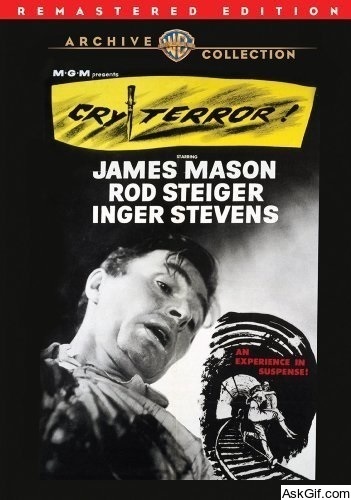 REMASTERED EDITION
ARCHIVE WB COLLECTION
M·G·M presents
CRY TERROR!
STARRING
JAMES MASON
ROD STEIGER
INGER STEVENS
AN
EXPERIENCE IN
SUSPENSE!
AskGif.com